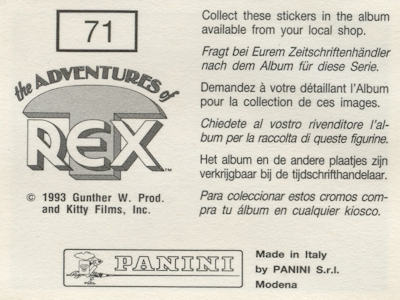 71
the ADVENTURES of
T
REX™
© 1993 Gunther W. Prod.
and Kitty Films, Inc.
Collect these stickers in the album
available from your local shop.
Fragt bei Eurem Zeitschriftenhändler
nach dem Album für diese Serie.
Demandez à votre détaillant l'Album
pour la collection de ces images.
Chiedete al vostro rivenditore l'al-
bum per la raccolta di queste figurine.
Het album en de andere plaatjes zijn
verkrijgbaar bij de tijdschrifthandelaar.
Para coleccionar estos cromos compra
tu álbum en cualquier kiosco.
PANINI
Made in Italy
by PANINI S.r.l.
Modena